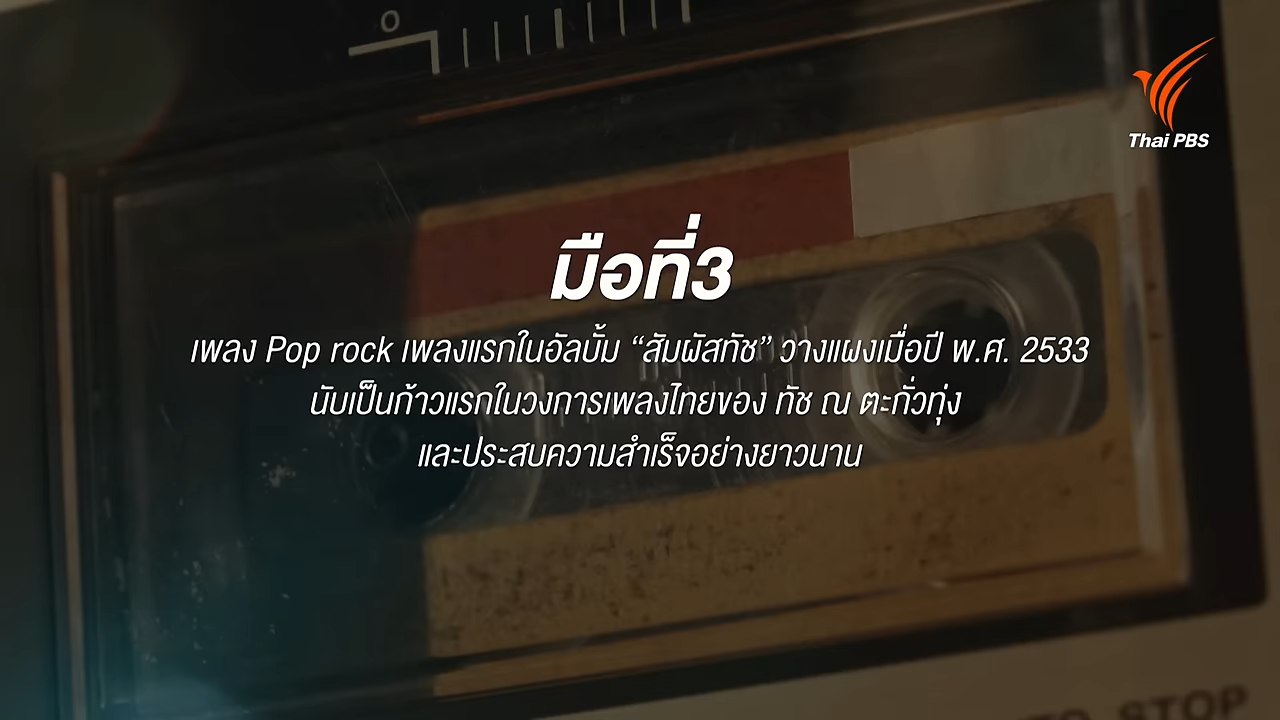 0
Thai PBS
มือที่3
เพลง Pop rock เพลงแรกในอัลบั้ม “สัมผัสทัช” วางแผงเมื่อปี พ.ศ. 2533
นับเป็นก้าวแรกในวงการเพลงไทยของ ทัช ณ ตะกั่วทุ่ง
และประสบความสำเร็จอย่างยาวนาน
STOP